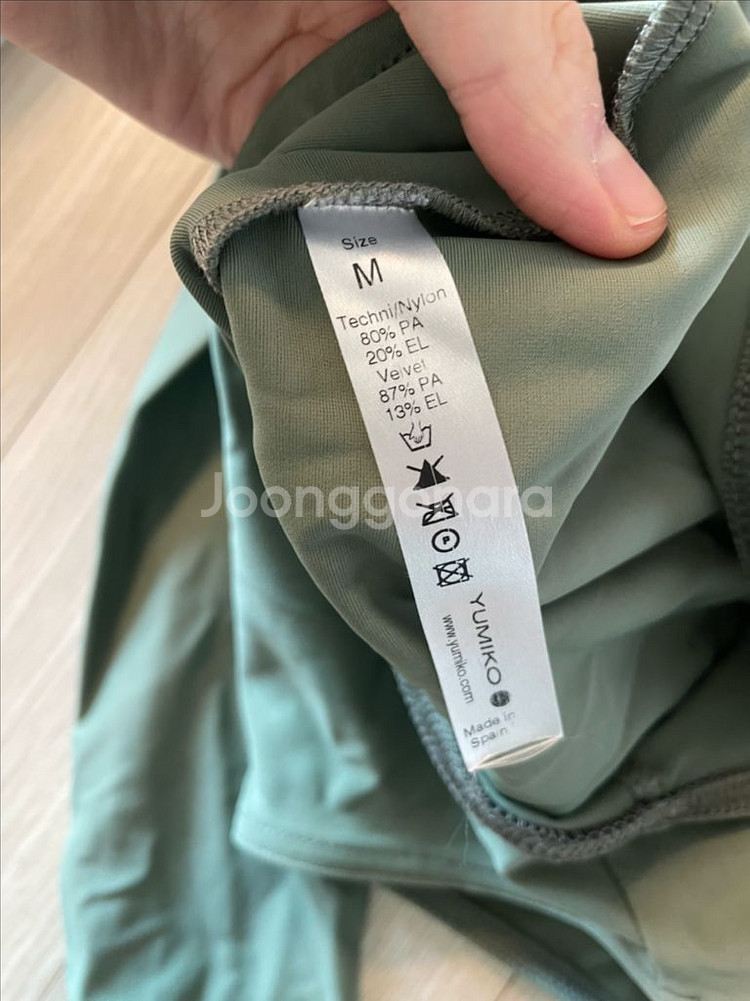 Size
M
Techni/Nylon
80% PA
20% EL
Velvet
87% PA
13% EL
Joonggonara
P
YUMIKO
www.yumiko.com
Made in
Spain